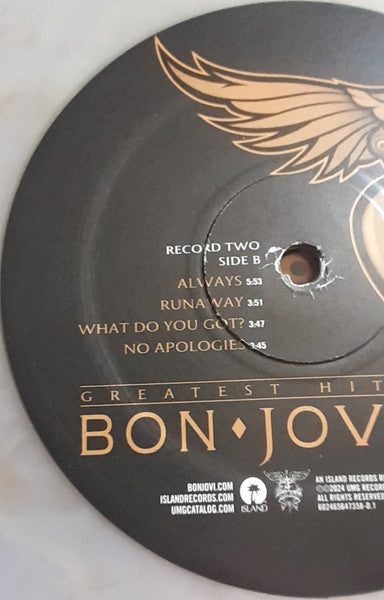 RECORD TWO
SIDE B
ALWAYS 5:53
RUNAWAY 3:51
WHAT DO YOU GOT? 3:47
NO APOLOGIES 3:45
GREATEST HIT
BON♦JOV
BONJOVI.COM
ISLANDRECORDS.COM
UMGCATALOG.COM
ISLAND
AN ISLAND RECORDS R
℗©2024 UMG RECOR
ALL RIGHTS RESERVE
602465847358-D.1